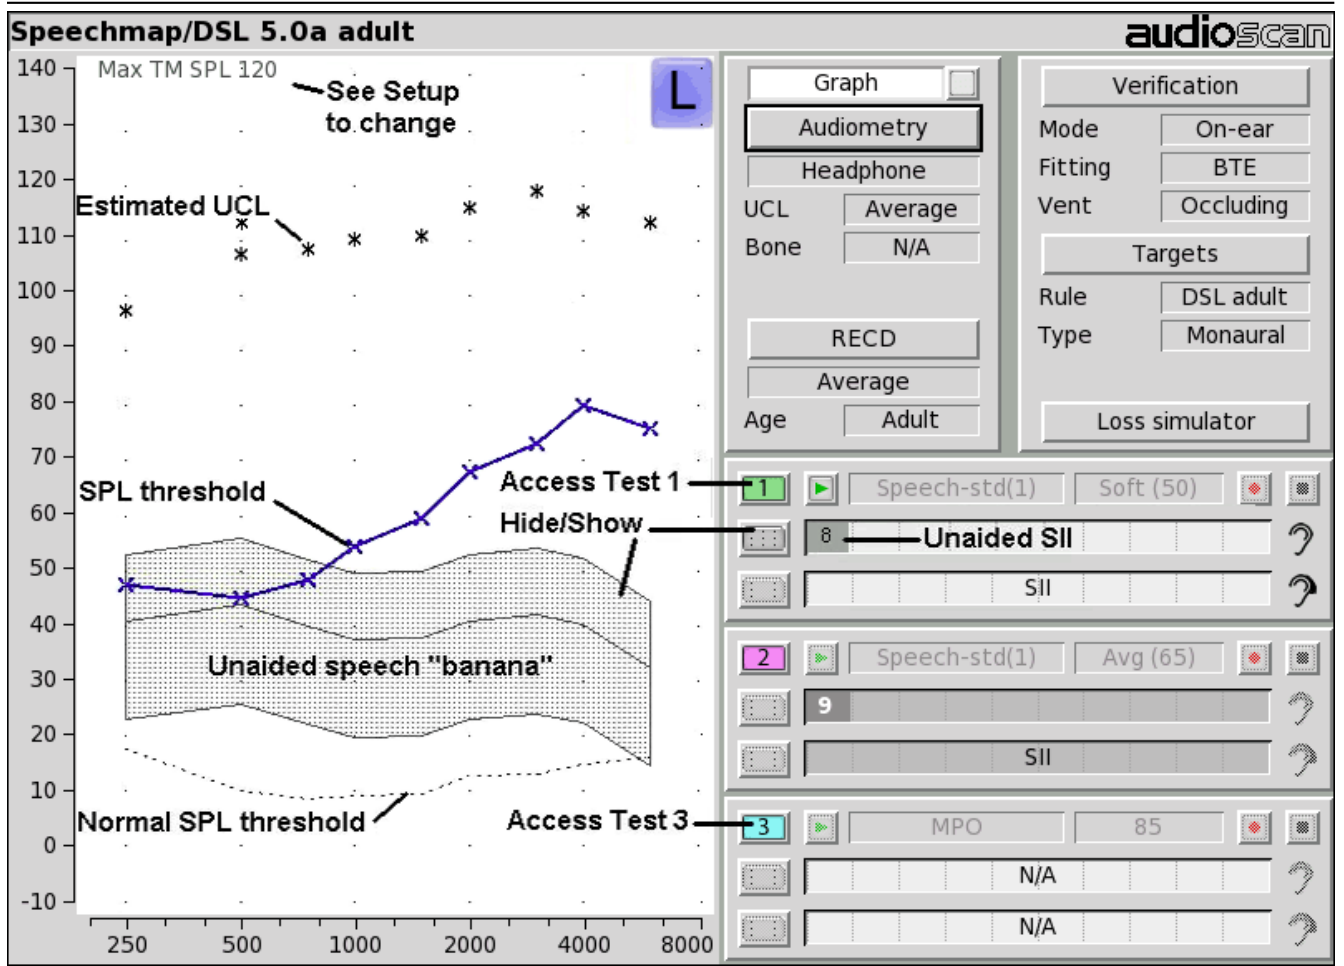 Speechmap/DSL 5.0a adult
audioscan
140
Max TM SPL 120
See Setup
to change
L
130
120
Estimated UCL
110
100
90
80
70
SPL threshold
60
50
40
Unaided speech "banana"
30
20
10
Normal SPL threshold
0
-10
250 500 1000 2000 4000 8000
Access Test 1
Hide/Show
Access Test 3
Graph
Audiometry
Headphone
UCL Average
Bone N/A
RECD
Average
Age Adult
Verification
Mode On-ear
Fitting BTE
Vent Occluding
Targets
Rule DSL adult
Type Monaural
Loss simulator
1 Speech-std(1) Soft (50)
8 Unaided SII
SII
2 Speech-std(1) Avg (65)
9
SII
3 MPO 85
N/A
N/A